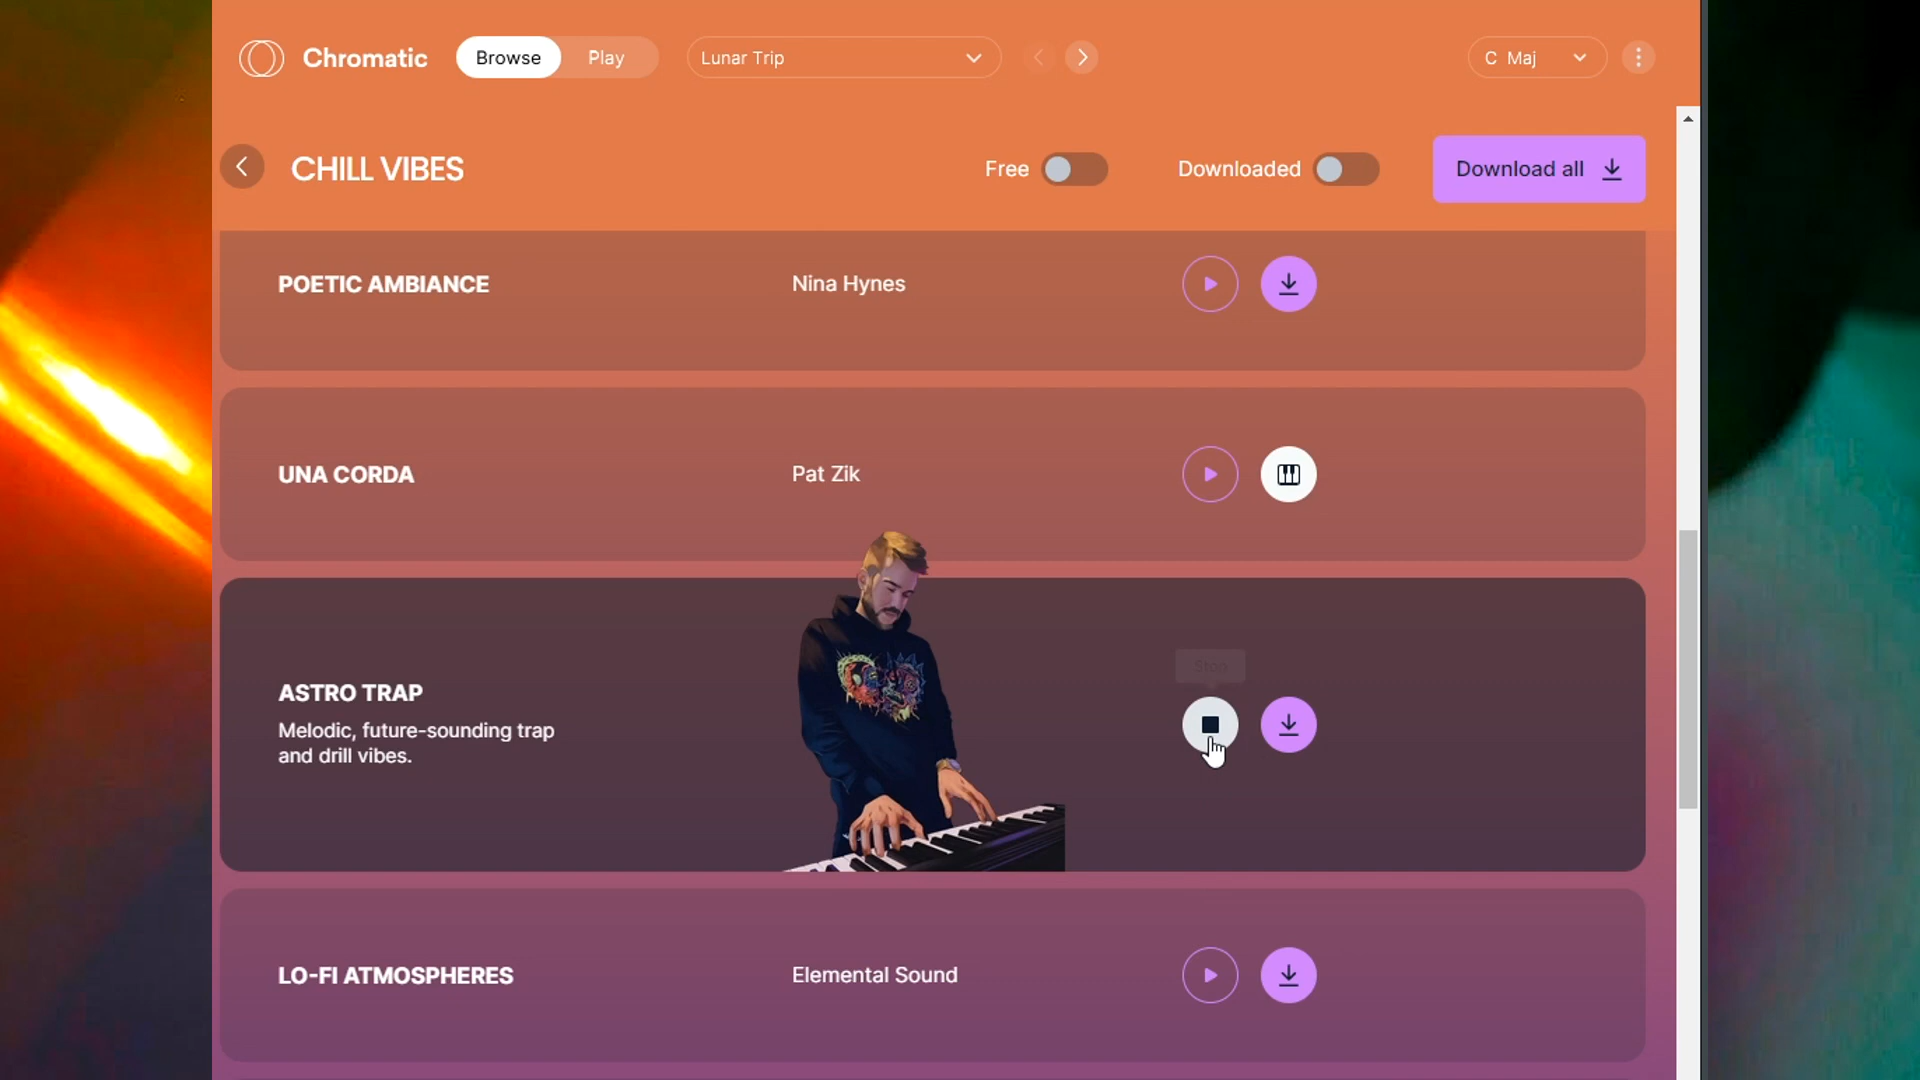 Chromatic
Browse
Play
Lunar Trip
C Maj
CHILL VIBES
Free
Downloaded
Download all
POETIC AMBIANCE
Nina Hynes
UNA CORDA
Pat Zik
Stop
ASTRO TRAP
Melodic, future-sounding trap
and drill vibes.
LO-FI ATMOSPHERES
Elemental Sound